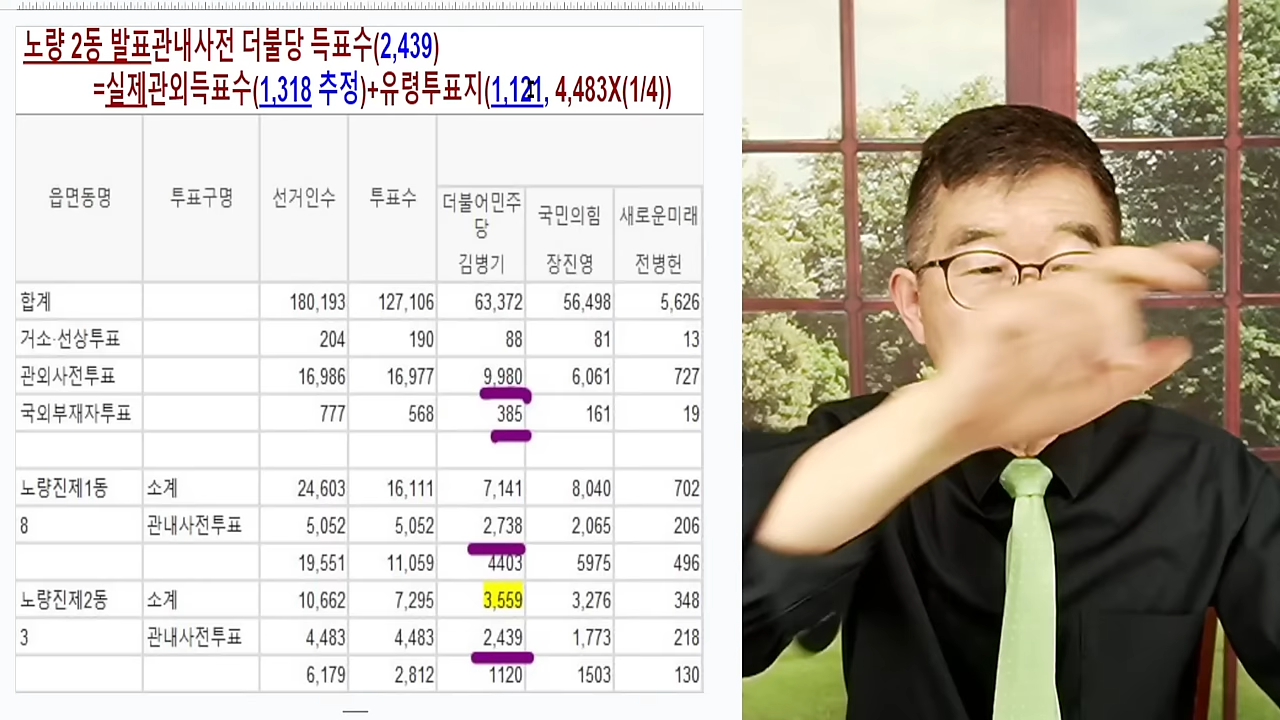 노량 2동 발표관내사전 더불당 득표수(2,439)
=실제관외득표수(1,318 추정)+유령투표지(1,121, 4,483X(1/4))
읍면동명 투표구명 선거인수 투표수 더불어민주당 김병기 국민의힘 장진영 새로운미래 전병헌
합계 180,193 127,106 63,372 56,498 5,626
거소·선상투표 204 190 88 81 13
관외사전투표 16,986 16,977 9,980 6,061 727
국외부재자투표 777 568 385 161 19
노량진제1동 소계 24,603 16,111 7,141 8,040 702
8 관내사전투표 5,052 5,052 2,738 2,065 206
19,551 11,059 4403 5975 496
노량진제2동 소계 10,662 7,295 3,559 3,276 348
3 관내사전투표 4,483 4,483 2,439 1,773 218
6,179 2,812 1120 1503 130